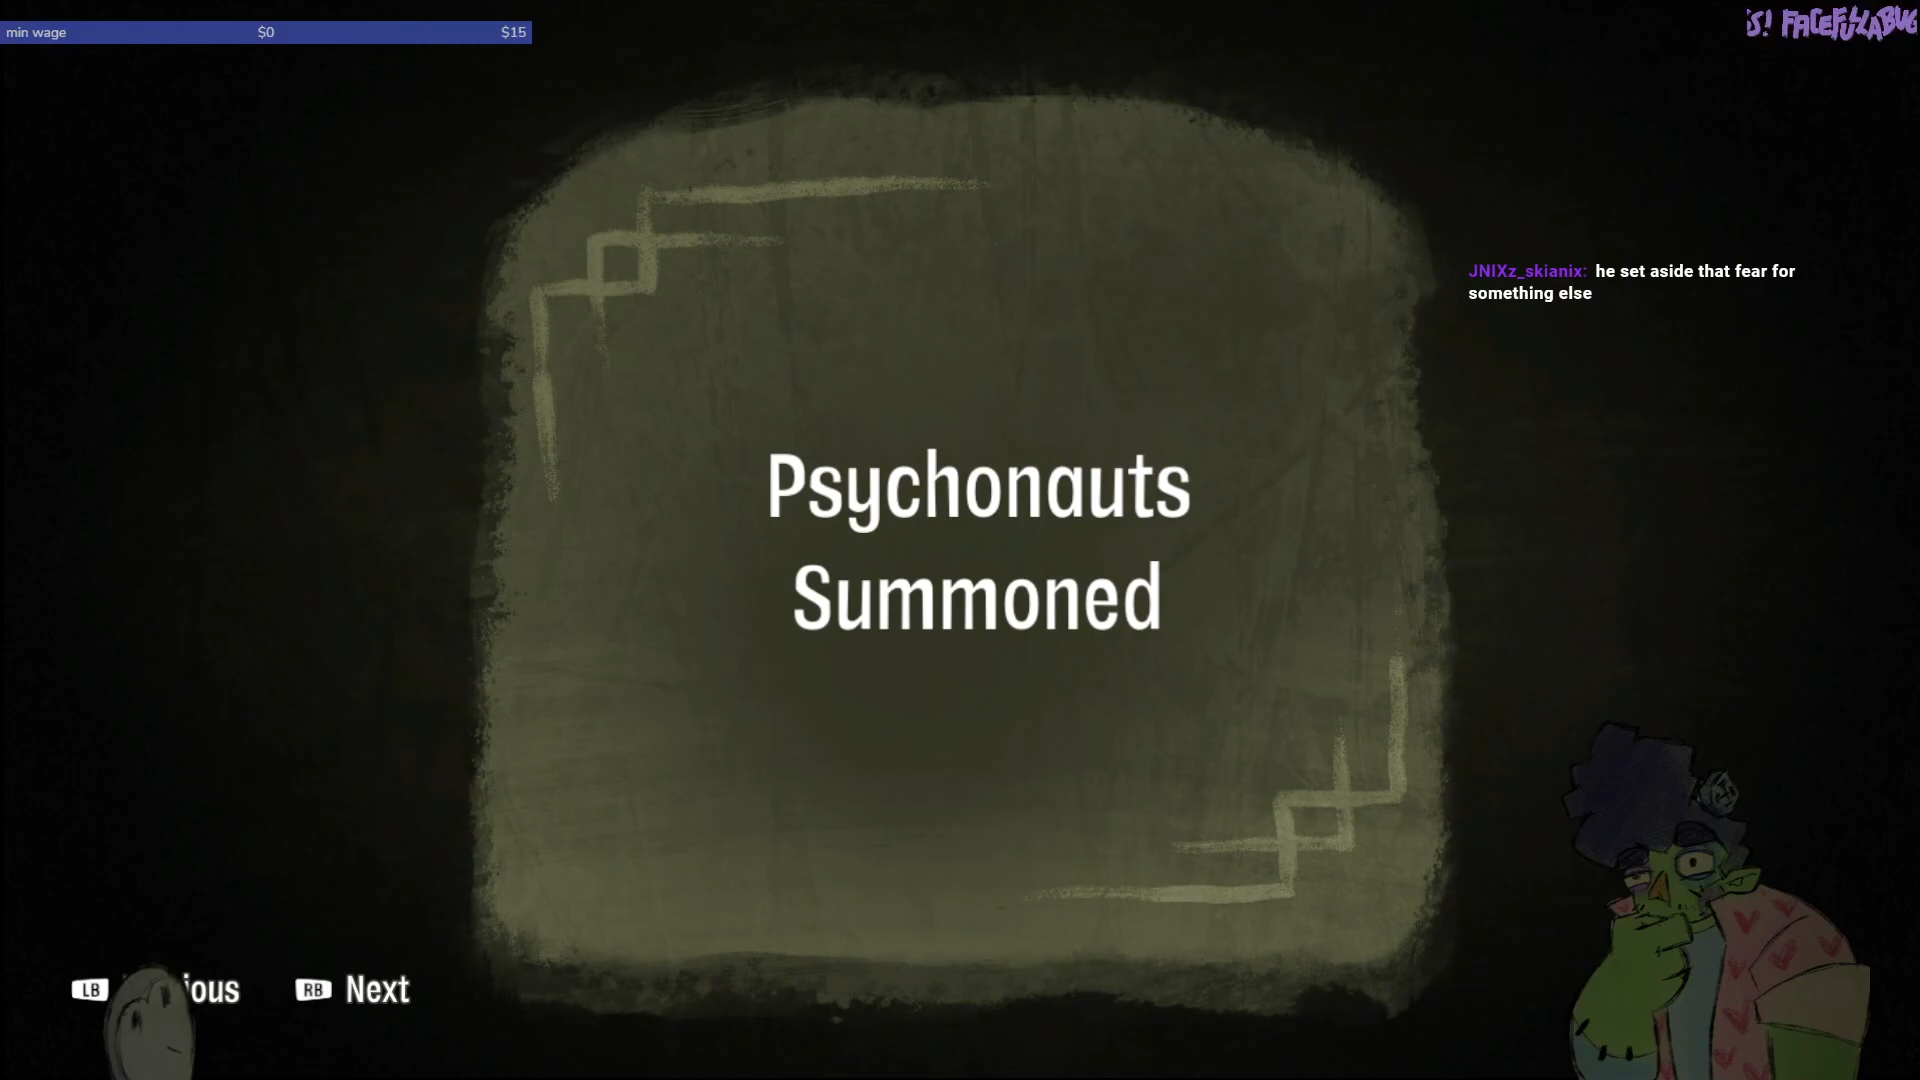 min wage $0 $15
S! FACEFULLABUG
JNIXz_skianix: he set aside that fear for
something else
Psychonauts
Summoned
LB ious RB Next